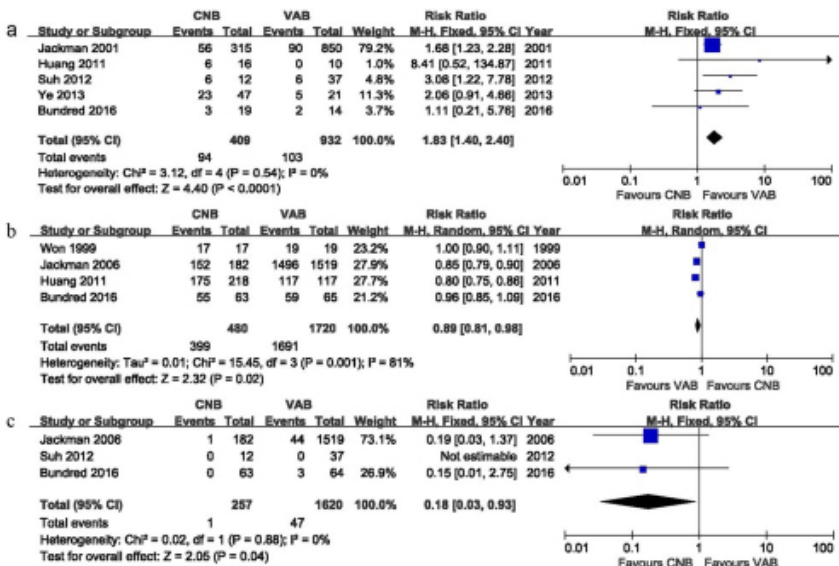 a
CNB VAB Risk Ratio Risk Ratio
Study or Subgroup Events Total Events Total Weight M-H, Fixed, 95% CI Year M-H, Fixed, 95% CI
Jackman 2001 56 315 90 850 79.2% 1.68 [1.23, 2.28] 2001
Huang 2011 6 16 0 10 0.8% 8.41 [0.52, 134.87] 2011
Suh 2012 6 12 6 37 4.8% 3.08 [1.22, 7.78] 2012
Ye 2013 23 47 5 21 11.3% 2.06 [0.91, 4.66] 2013
Bundred 2016 3 19 2 14 3.7% 1.11 [0.21, 5.76] 2016
Total (95% CI) 409 932 100.0% 1.83 [1.40, 2.40]
Total events 94 103
Heterogeneity: Chi² = 3.12, df = 4 (P = 0.54); I² = 0%
Test for overall effect: Z = 4.40 (P < 0.0001)
0.01 0.1 1 10 100
Favours CNB Favours VAB
b
CNB VAB Risk Ratio Risk Ratio
Study or Subgroup Events Total Events Total Weight M-H, Random, 95% CI Year M-H, Random, 95% CI
Won 1999 17 17 19 19 23.2% 1.00 [0.90, 1.11] 1999
Jackman 2006 152 182 1496 1519 27.9% 0.85 [0.79, 0.90] 2006
Huang 2011 175 218 117 117 27.7% 0.80 [0.75, 0.86] 2011
Bundred 2016 55 63 59 65 21.2% 0.96 [0.85, 1.09] 2016
Total (95% CI) 480 1720 100.0% 0.89 [0.81, 0.98]
Total events 399 1691
Heterogeneity: Tau² = 0.01; Chi² = 15.45, df = 3 (P = 0.001); I² = 81%
Test for overall effect: Z = 2.32 (P = 0.02)
0.01 0.1 1 10 100
Favours VAB Favours CNB
c
CNB VAB Risk Ratio Risk Ratio
Study or Subgroup Events Total Events Total Weight M-H, Fixed, 95% CI Year M-H, Fixed, 95% CI
Jackman 2006 1 182 44 1519 73.1% 0.19 [0.03, 1.37] 2006
Suh 2012 0 12 0 37 Not estimable 2012
Bundred 2016 0 63 3 64 26.9% 0.15 [0.01, 2.75] 2016
Total (95% CI) 257 1620 100.0% 0.18 [0.03, 0.93]
Total events 1 47
Heterogeneity: Chi² = 0.02, df = 1 (P = 0.88); I² = 0%
Test for overall effect: Z = 2.05 (P = 0.04)
0.01 0.1 1 10 100
Favours CNB Favours VAB